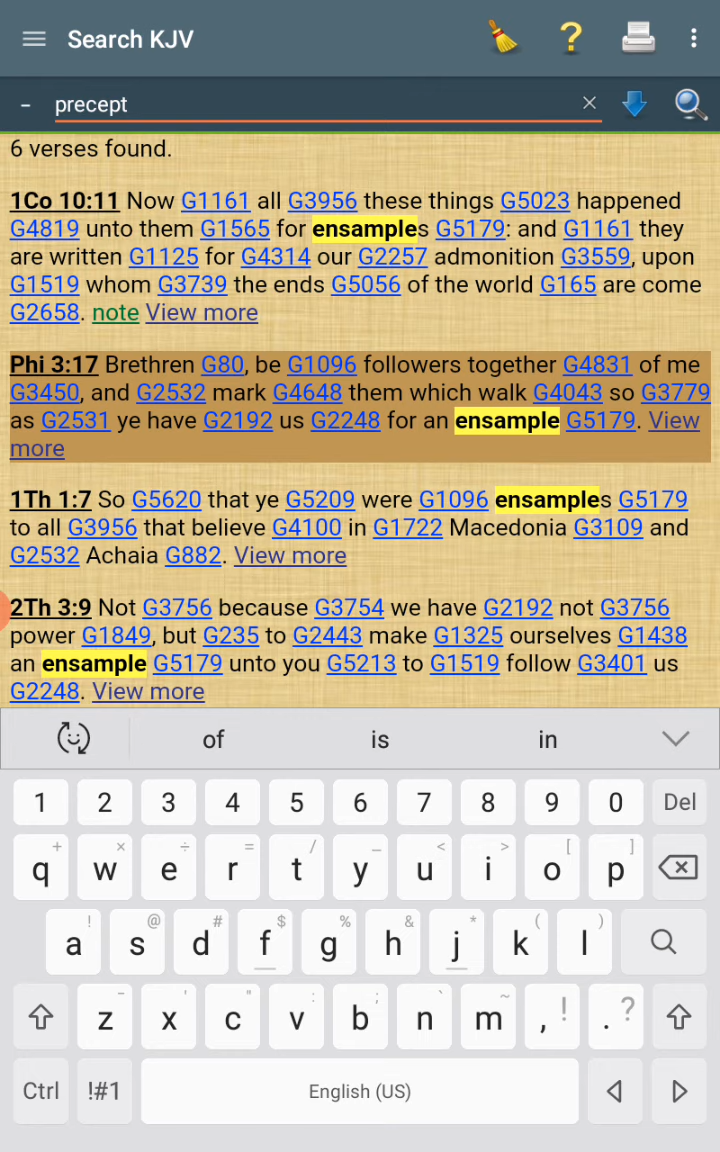 Search KJV
?
- precept ×
6 verses found.
1Co 10:11 Now G1161 all G3956 these things G5023 happened
G4819 unto them G1565 for ensamples G5179: and G1161 they
are written G1125 for G4314 our G2257 admonition G3559, upon
G1519 whom G3739 the ends G5056 of the world G165 are come
G2658. note View more
Phi 3:17 Brethren G80, be G1096 followers together G4831 of me
G3450, and G2532 mark G4648 them which walk G4043 so G3779
as G2531 ye have G2192 us G2248 for an ensample G5179. View
more
1Th 1:7 So G5620 that ye G5209 were G1096 ensamples G5179
to all G3956 that believe G4100 in G1722 Macedonia G3109 and
G2532 Achaia G882. View more
2Th 3:9 Not G3756 because G3754 we have G2192 not G3756
power G1849, but G235 to G2443 make G1325 ourselves G1438
an ensample G5179 unto you G5213 to G1519 follow G3401 us
G2248. View more
of is in
1 2 3 4 5 6 7 8 9 0 Del
+ × ÷ = / _ < > [ ]
q w e r t y u i o p
! @ # $ % & * ( )
a s d f g h j k l
- ' " : ; ` ~ ! ?
z x c v b n m , .
Ctrl !#1 English (US)